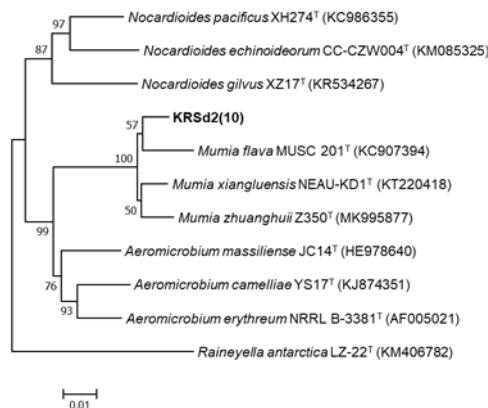 97
Nocardioides pacificus XH274ᵀ (KC986355)
87
Nocardioides echinoideorum CC-CZW004ᵀ (KM085325)
Nocardioides gilvus XZ17ᵀ (KR534267)
57
KRSd2(10)
100
Mumia flava MUSC 201ᵀ (KC907394)
Mumia xiangluensis NEAU-KD1ᵀ (KT220418)
50
Mumia zhuanghuii Z350ᵀ (MK995877)
99
Aeromicrobium massiliense JC14ᵀ (HE978640)
76
Aeromicrobium camelliae YS17ᵀ (KJ874351)
93
Aeromicrobium erythreum NRRL B-3381ᵀ (AF005021)
Raineyella antarctica LZ-22ᵀ (KM406782)
0.01